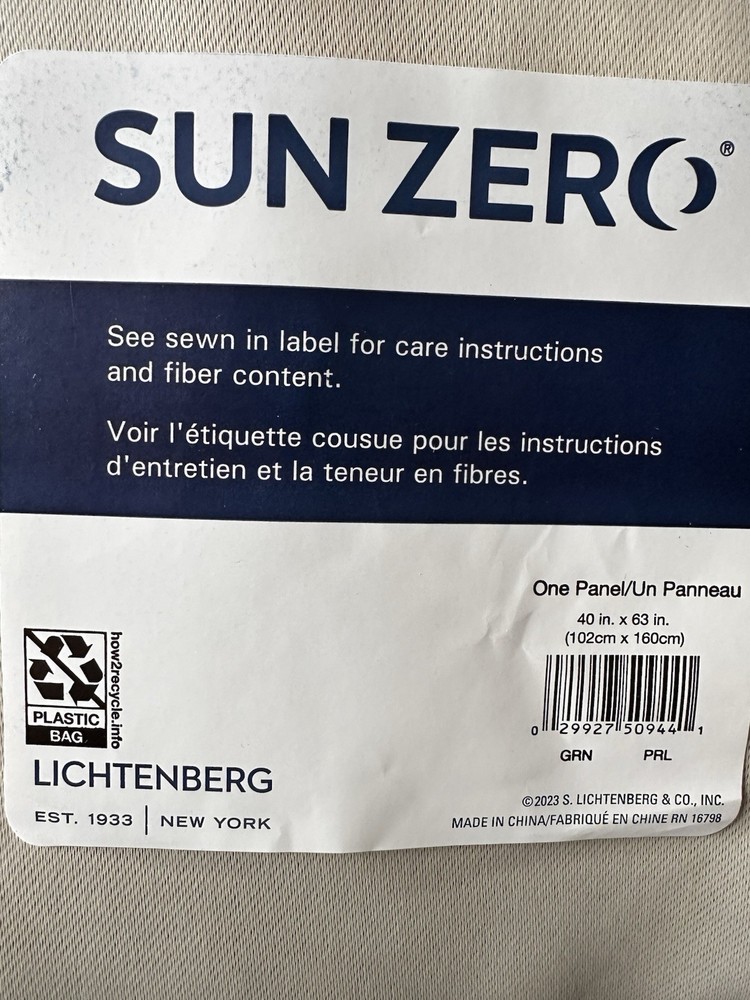 SUN ZERO®
See sewn in label for care instructions
and fiber content.
Voir l'étiquette cousue pour les instructions
d'entretien et la teneur en fibres.
One Panel/Un Panneau
40 in. x 63 in.
(102cm x 160cm)
0 29927 50944 1
GRN PRL
how2recycle.info
PLASTIC
BAG
LICHTENBERG
EST. 1933 | NEW YORK
©2023 S. LICHTENBERG & CO., INC.
MADE IN CHINA/FABRIQUÉ EN CHINE RN 16798